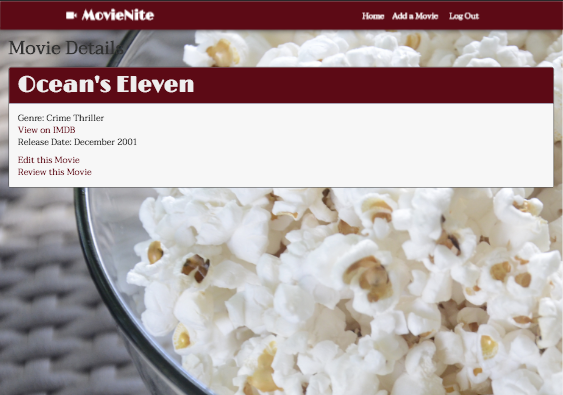 MovieNite
Home Add a Movie Log Out
Movie Details
Ocean's Eleven
Genre: Crime Thriller
View on IMDB
Release Date: December 2001
Edit this Movie
Review this Movie